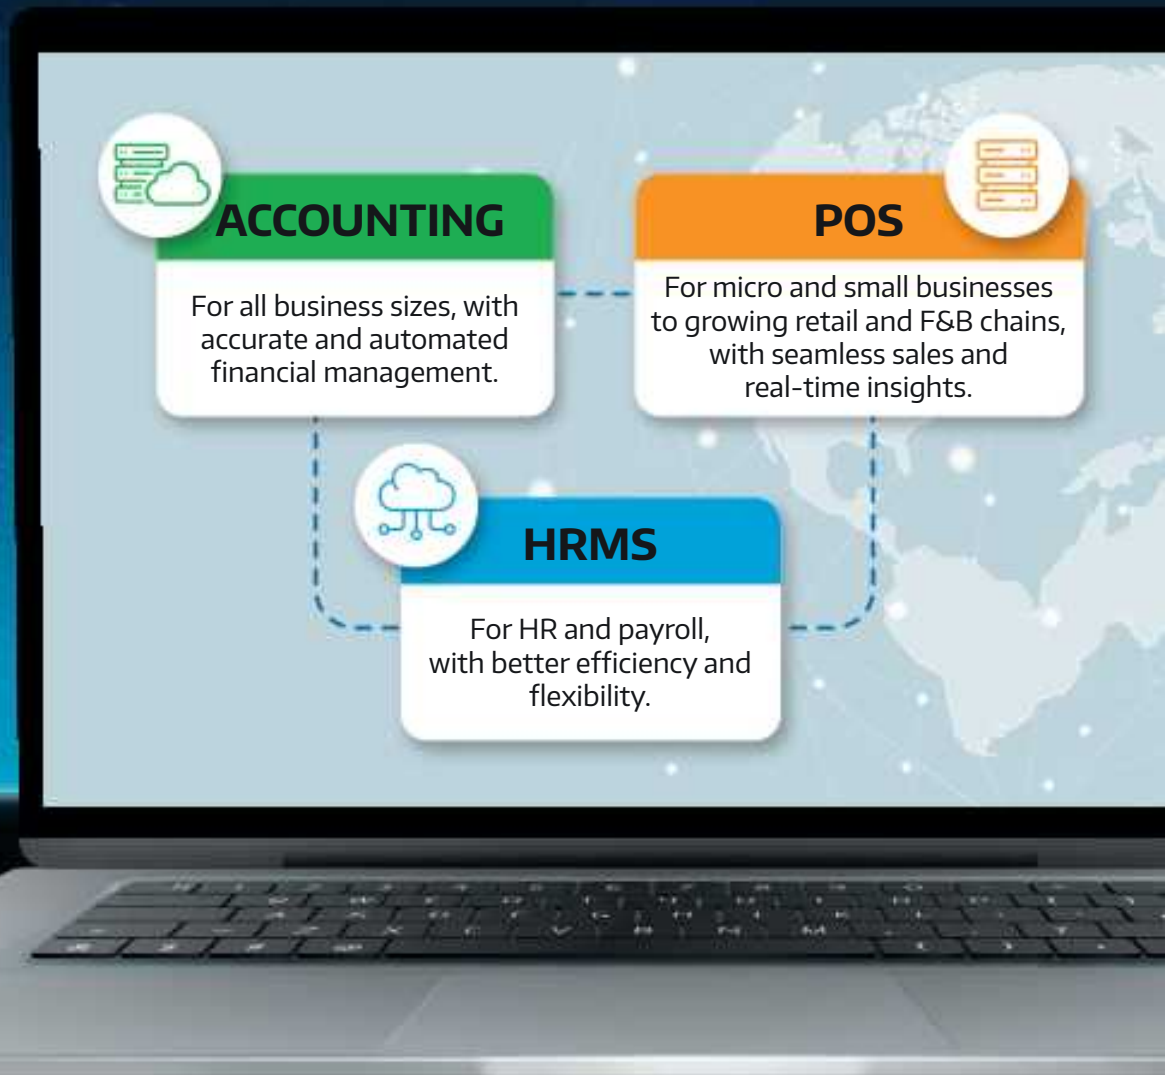 ACCOUNTING
For all business sizes, with
accurate and automated
financial management.
POS
For micro and small businesses
to growing retail and F&B chains,
with seamless sales and
real-time insights.
HRMS
For HR and payroll,
with better efficiency and
flexibility.